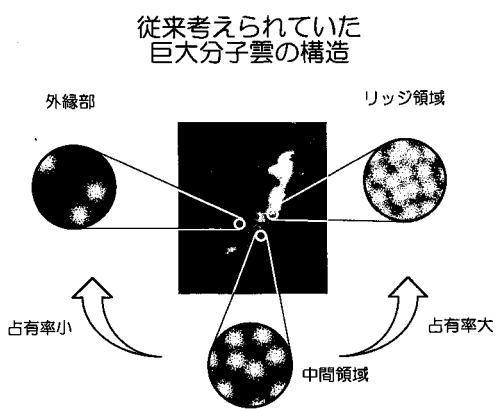 従来考えられていた
巨大分子雲の構造
外縁部
リッジ領域
占有率小
占有率大
中間領域